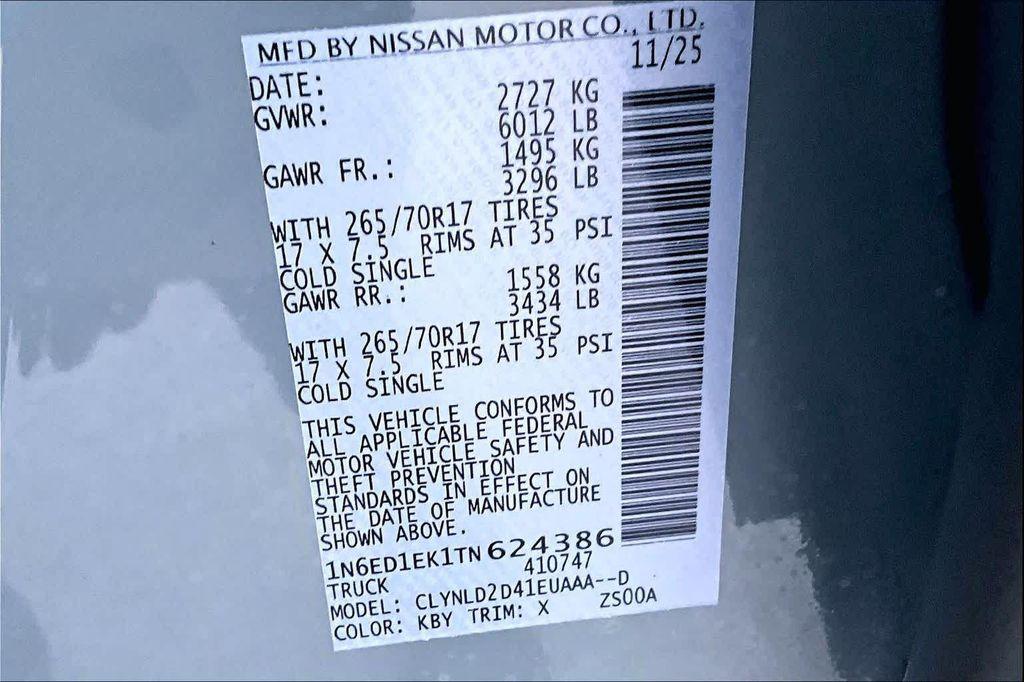 MFD BY NISSAN MOTOR CO., LTD.
DATE: 11/25
GVWR: 2727 KG
6012 LB
GAWR FR.: 1495 KG
3296 LB
WITH 265/70R17 TIRES
17 X 7.5 RIMS AT 35 PSI
COLD SINGLE
GAWR RR.: 1558 KG
3434 LB
WITH 265/70R17 TIRES
17 X 7.5 RIMS AT 35 PSI
COLD SINGLE
THIS VEHICLE CONFORMS TO
ALL APPLICABLE FEDERAL
MOTOR VEHICLE SAFETY AND
THEFT PREVENTION
STANDARDS IN EFFECT ON
THE DATE OF MANUFACTURE
SHOWN ABOVE.
1N6ED1EK1TN624386
TRUCK 410747
MODEL: CLYNLD2D41EUAAA--D
COLOR: KBY TRIM: X ZS00A